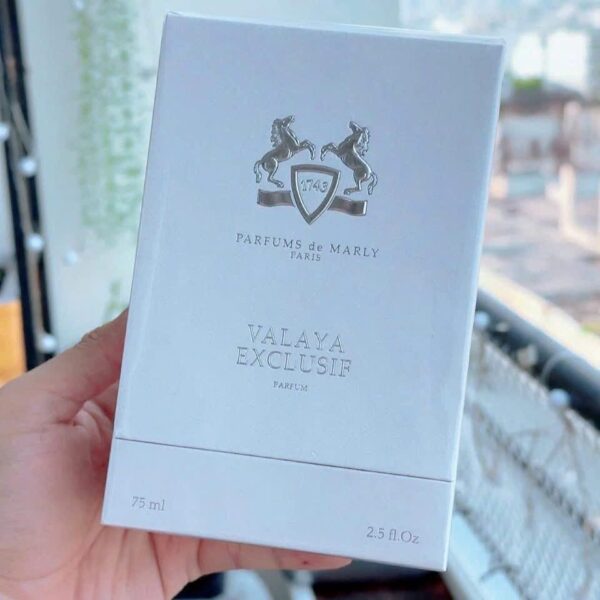 1743
PARFUMS de MARLY
PARIS
VALAYA
EXCLUSIF
PARFUM
75 ml
2.5 fl.Oz